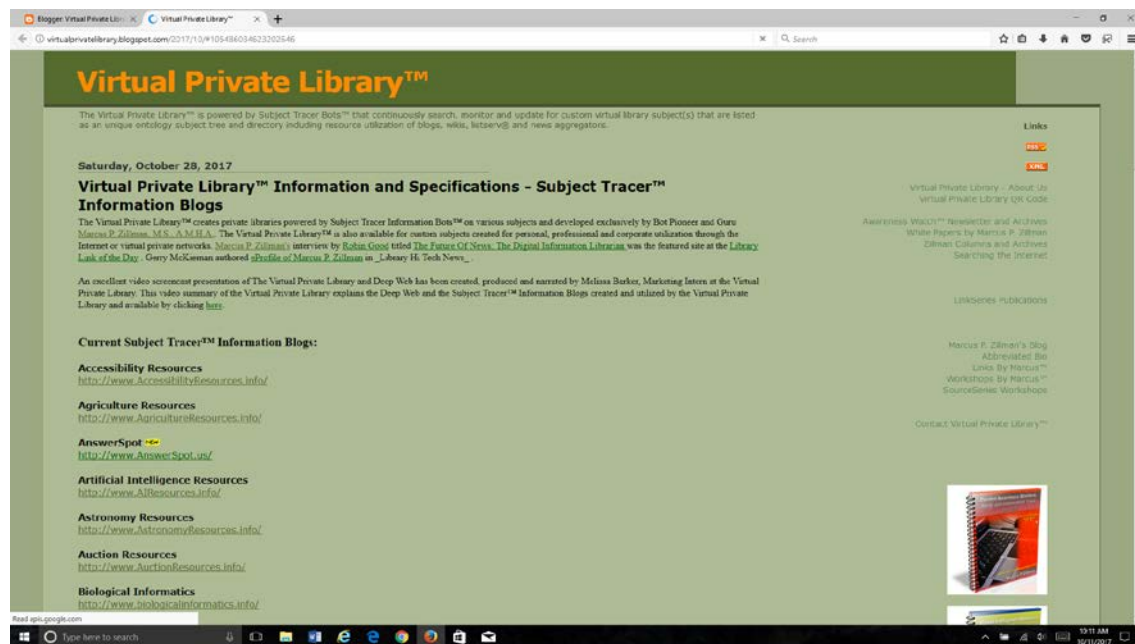 Blogger: Virtual Private Libr
Virtual Private Library™
virtualprivatelibrary.blogspot.com/2017/10/#105486034623202646
Search
Virtual Private Library™
The Virtual Private Library™ is powered by Subject Tracer Bots™ that continuously search, monitor and update for custom virtual library subject(s) that are listed
as an unique ontology subject tree and directory including resource utilization of blogs, wikis, listserv® and news aggregators.
Links
RSS
XML
Saturday, October 28, 2017
Virtual Private Library™ Information and Specifications - Subject Tracer™
Information Blogs
The Virtual Private Library™ creates private libraries powered by Subject Tracer Information Bots™ on various subjects and developed exclusively by Bot Pioneer and Guru
Marcus P. Zillman, M.S., A.M.H.A.. The Virtual Private Library™ is also available for custom subjects created for personal, professional and corporate utilization through the
Internet or virtual private networks. Marcus P. Zillman's interview by Robin Good titled The Future Of News: The Digital Information Librarian was the featured site at the Library
Link of the Day . Gerry McKiernan authored eProfile of Marcus P. Zillman in _Library Hi Tech News_ .
An excellent video screencast presentation of The Virtual Private Library and Deep Web has been created, produced and narrated by Melissa Barker, Marketing Intern at the Virtual
Private Library. This video summary of the Virtual Private Library explains the Deep Web and the Subject Tracer™ Information Blogs created and utilized by the Virtual Private
Library and available by clicking here.
Current Subject Tracer™ Information Blogs:
Accessibility Resources
http://www.AccessibilityResources.info/
Agriculture Resources
http://www.AgricultureResources.info/
AnswerSpot NEW
http://www.AnswerSpot.us/
Artificial Intelligence Resources
http://www.AIResources.info/
Astronomy Resources
http://www.AstronomyResources.info/
Auction Resources
http://www.AuctionResources.info/
Biological Informatics
http://www.biologicalinformatics.info/
Virtual Private Library - About Us
Virtual Private Library QR Code
Awareness Watch™ Newsletter and Archives
White Papers by Marcus P. Zillman
Zillman Columns and Archives
Searching the Internet
LinkSeries Publications
Marcus P. Zillman's Blog
Abbreviated Bio
Links By Marcus™
Workshops By Marcus™
SourceSeries Workshops
Contact Virtual Private Library™
Read apis.google.com
Type here to search
10:11 AM
10/11/2017